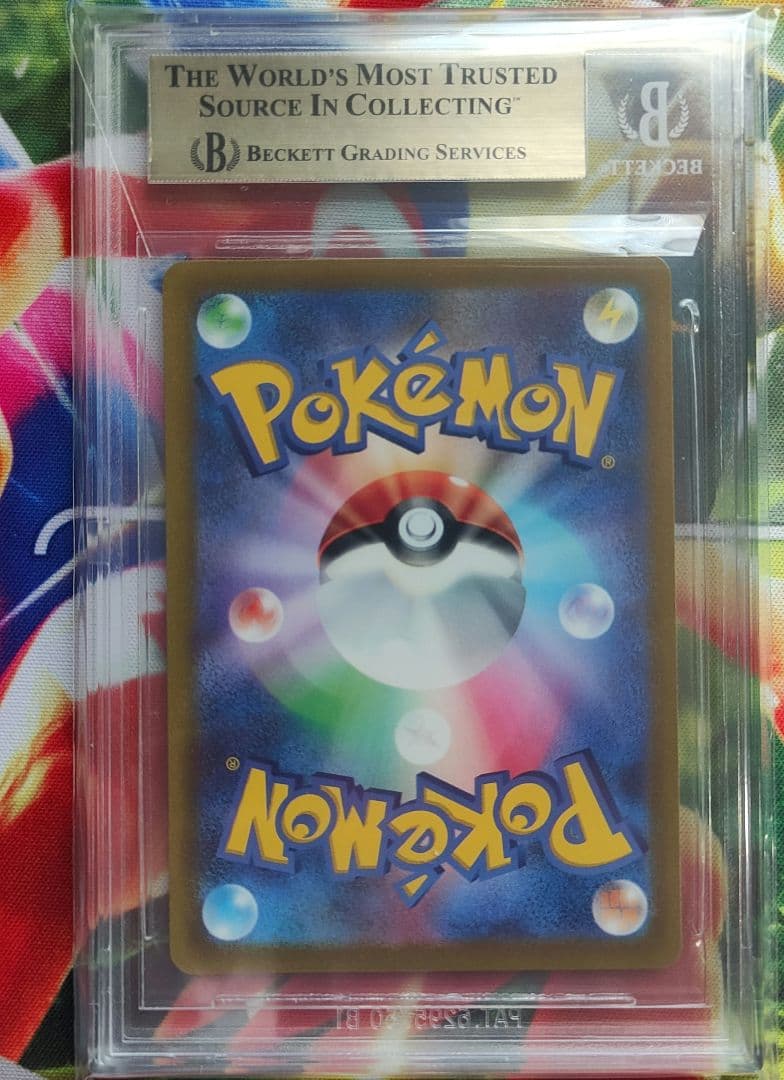 THE WORLD'S MOST TRUSTED
SOURCE IN COLLECTING™
B BECKETT GRADING SERVICES
B
BECKETT
POKéMON®
POKéMON®